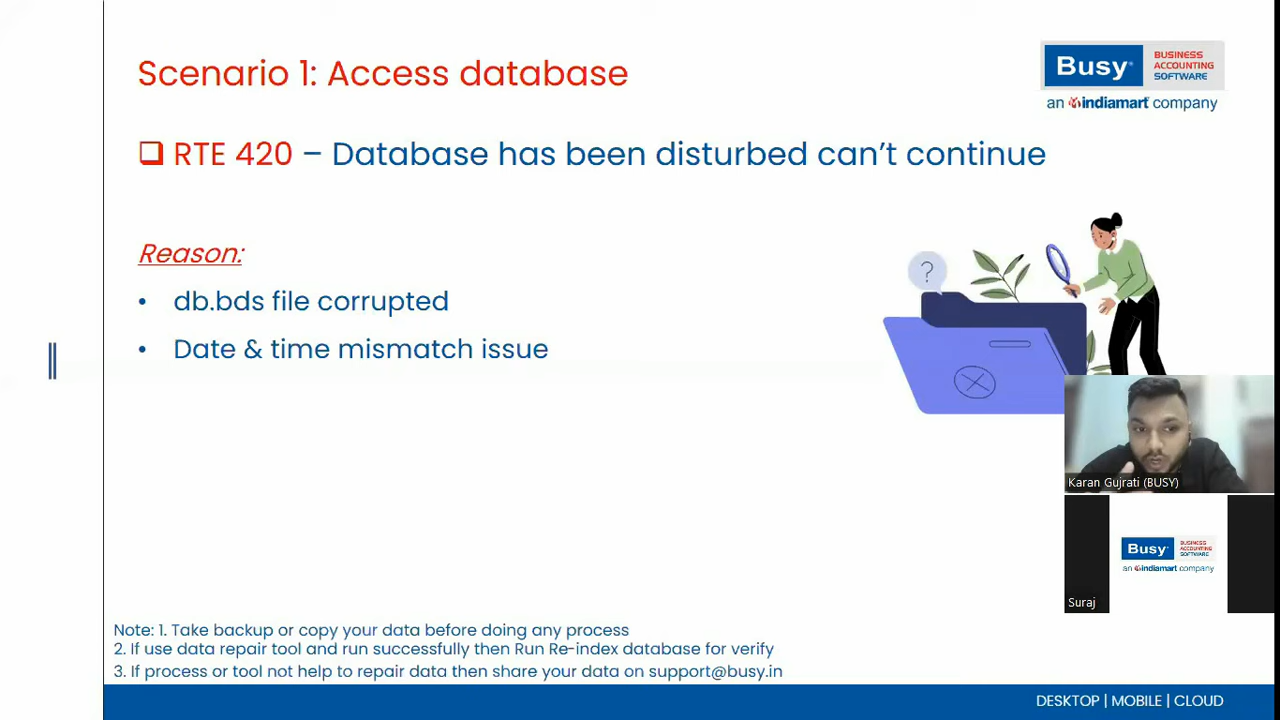 Scenario 1: Access database
Busy
BUSINESS
ACCOUNTING
SOFTWARE
an indiamart company
RTE 420 – Database has been disturbed can’t continue
Reason:
?
• db.bds file corrupted
• Date & time mismatch issue
Karan Gujrati (BUSY)
Busy
BUSINESS
ACCOUNTING
SOFTWARE
an indiamart company
Suraj
Note: 1. Take backup or copy your data before doing any process
2. If use data repair tool and run successfully then Run Re-index database for verify
3. If process or tool not help to repair data then share your data on support@busy.in
DESKTOP | MOBILE | CLOUD